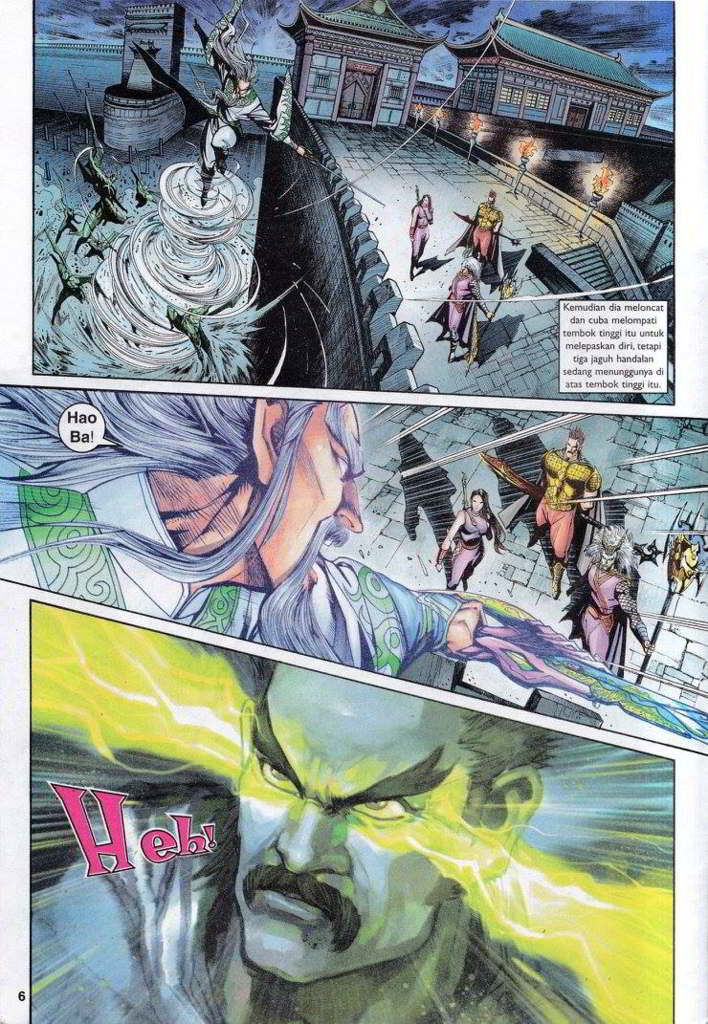 Kemudian dia meloncat
dan cuba melompati
tembok tinggi itu untuk
melepaskan diri, tetapi
tiga jaguh handalan
sedang menunggunya di
atas tembok tinggi itu.
Hao
Ba!
Heh!
6